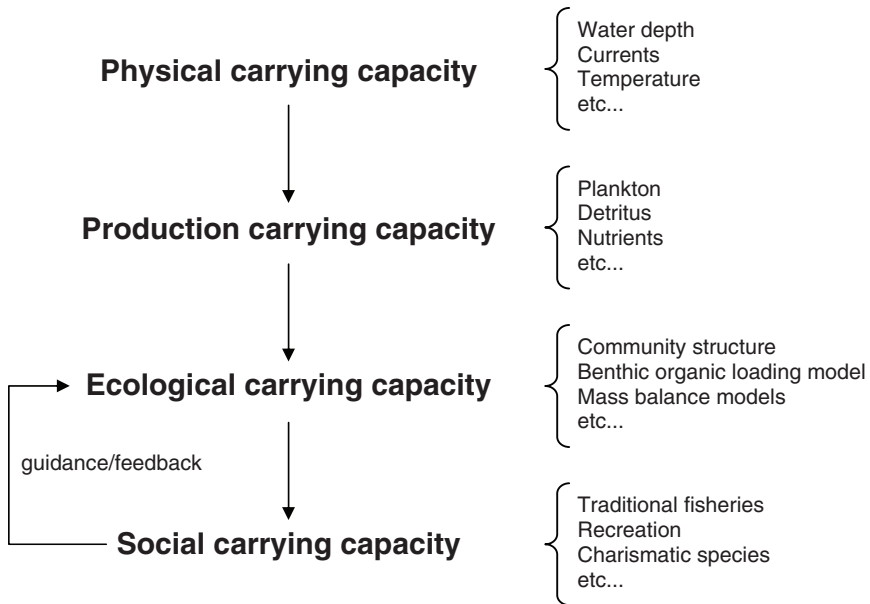 Physical carrying capacity
Water depth
Currents
Temperature
etc...
Production carrying capacity
Plankton
Detritus
Nutrients
etc...
Ecological carrying capacity
Community structure
Benthic organic loading model
Mass balance models
etc...
guidance/feedback
Social carrying capacity
Traditional fisheries
Recreation
Charismatic species
etc...